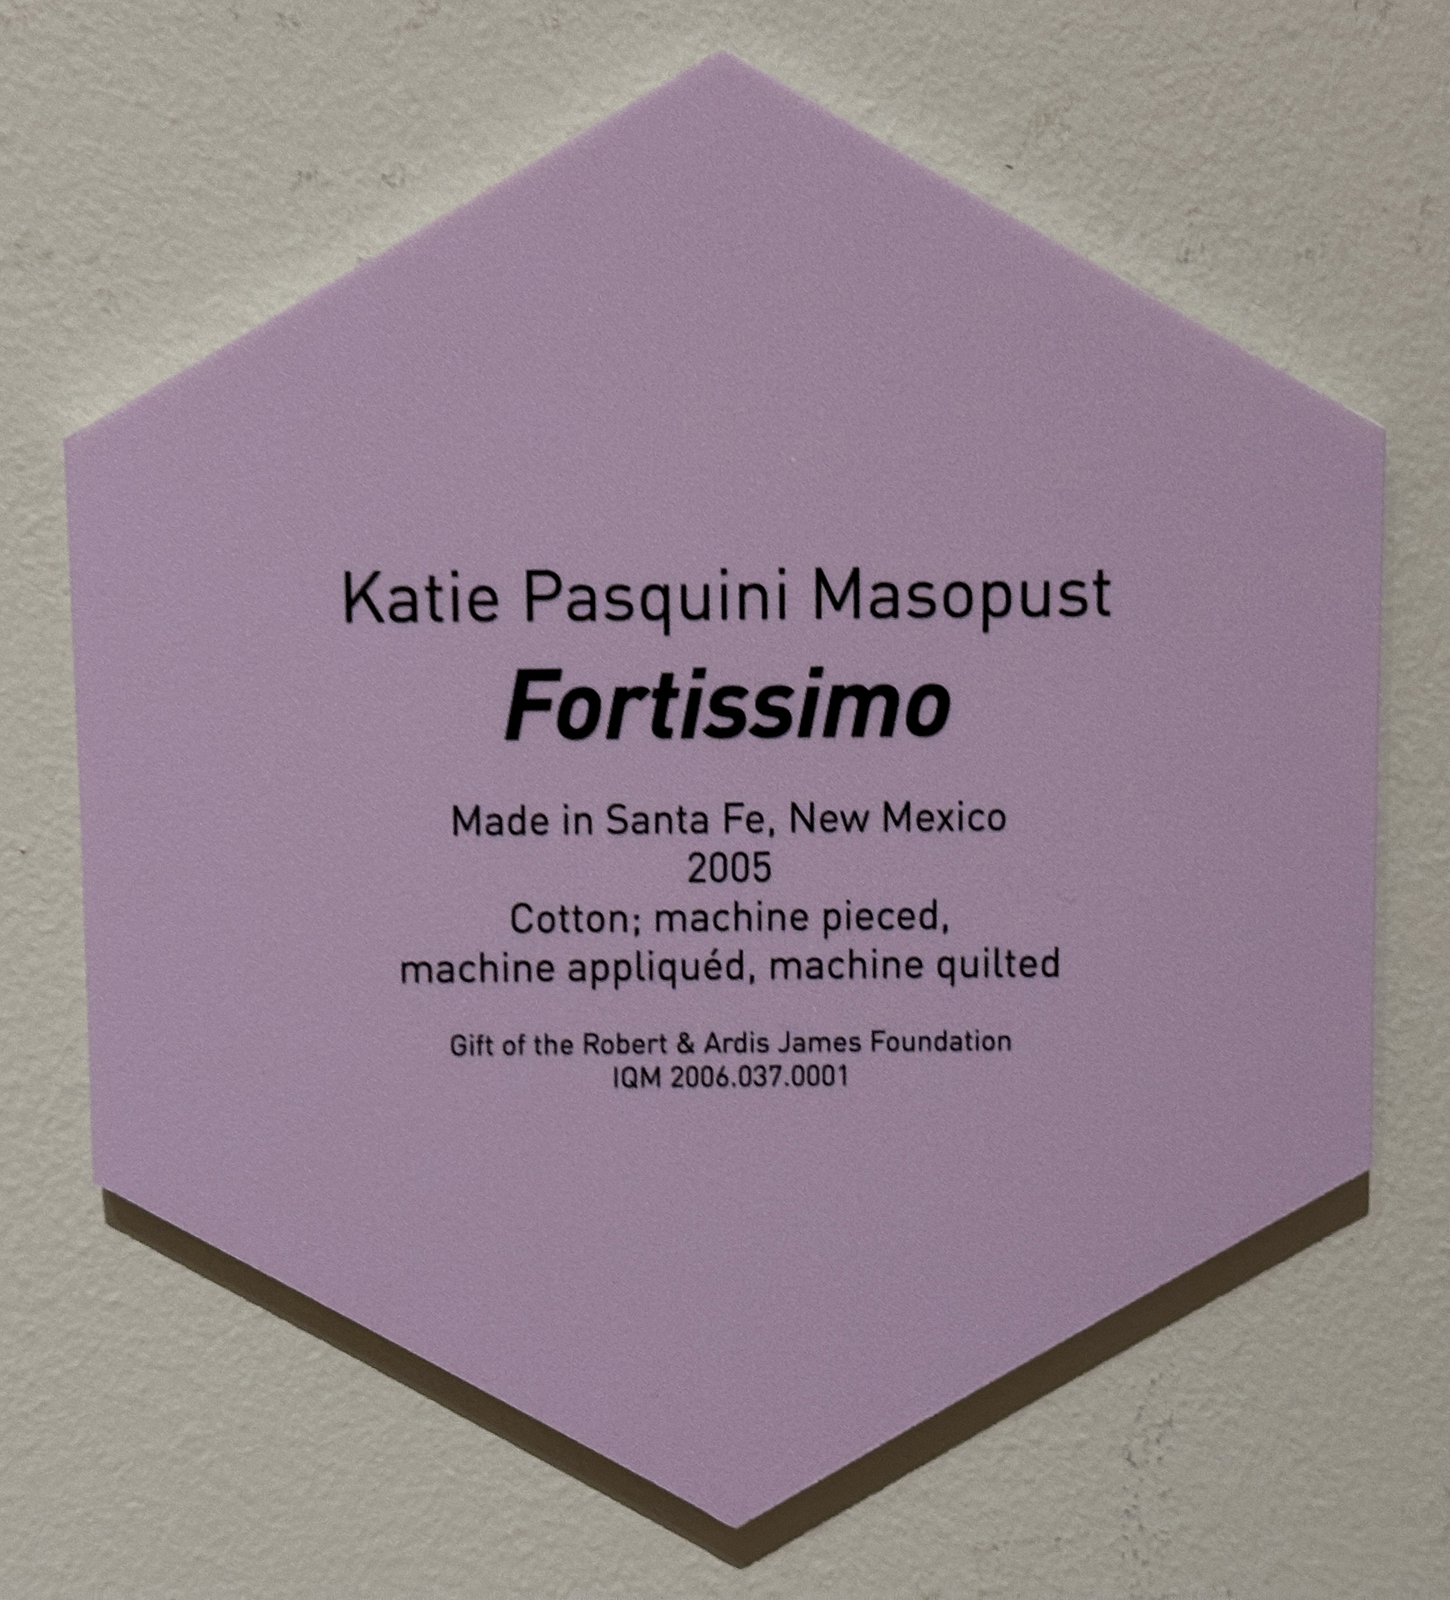 Katie Pasquini Masopust
Fortissimo
Made in Santa Fe, New Mexico
2005
Cotton; machine pieced,
machine appliquéd, machine quilted
Gift of the Robert & Ardis James Foundation
IQM 2006.037.0001